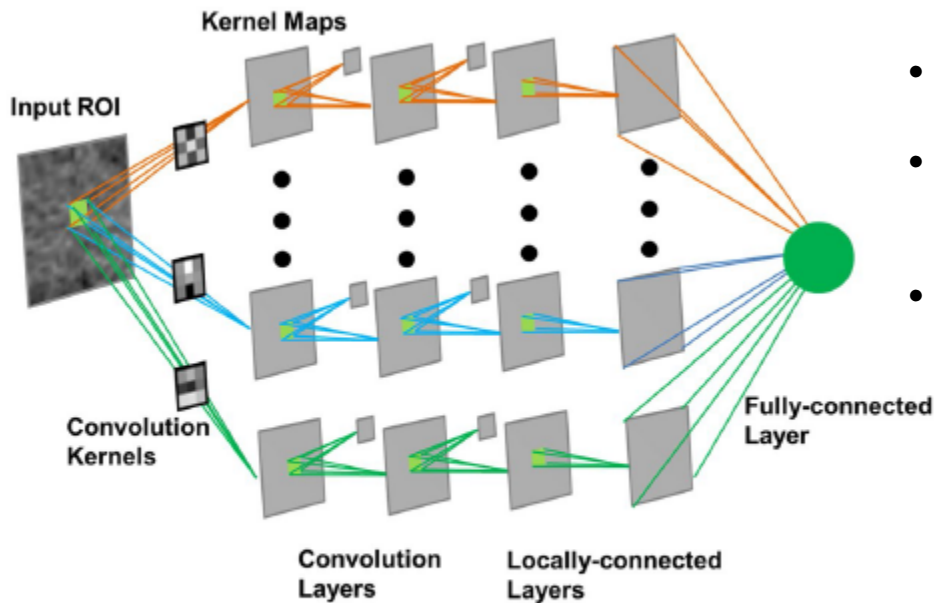 Kernel Maps
Input ROI
Convolution
Kernels
Fully-connected
Layer
Convolution
Layers
Locally-connected
Layers